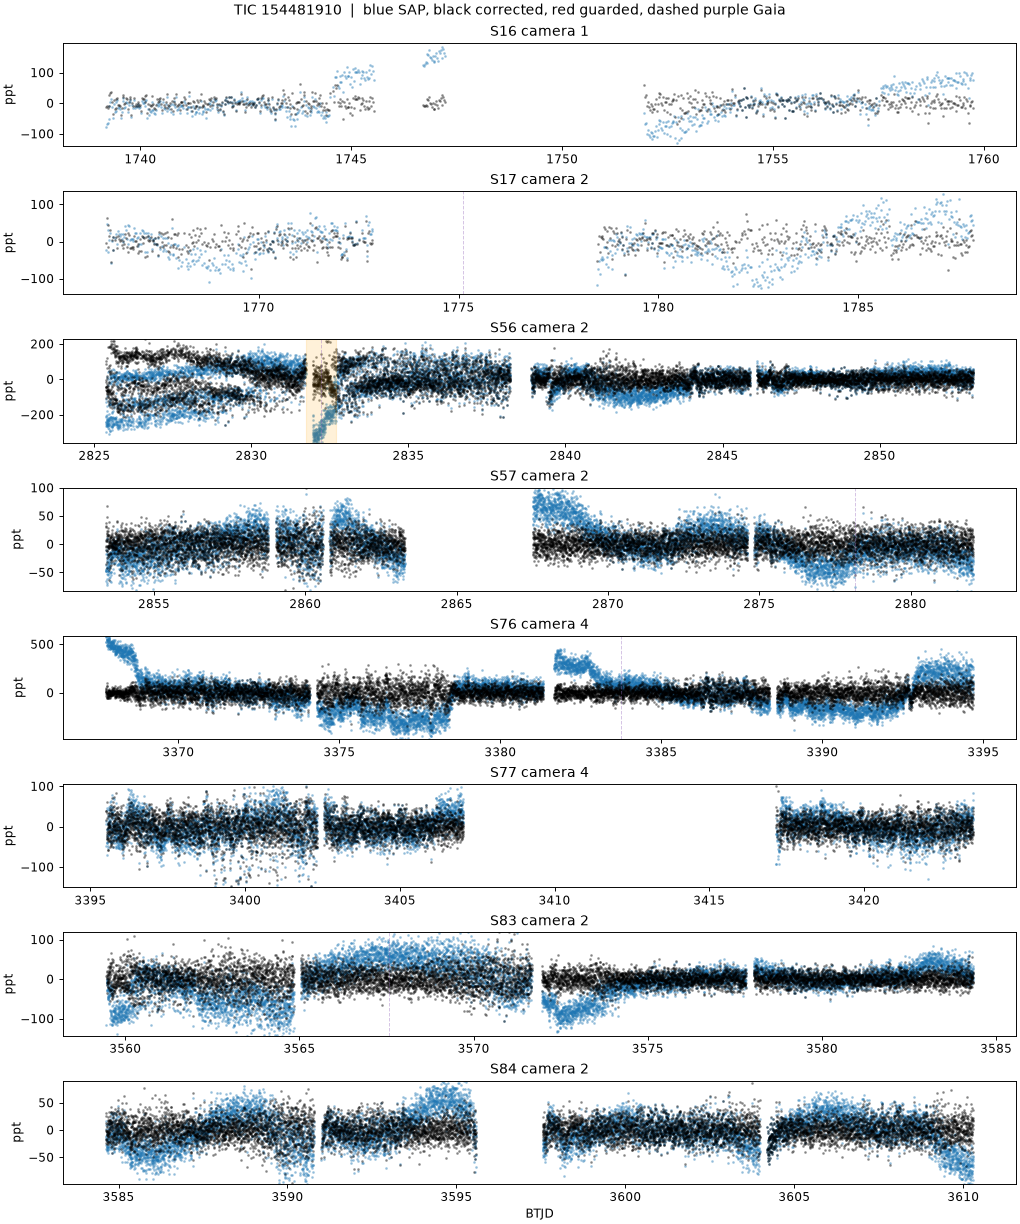 TIC 154481910 | blue SAP, black corrected, red guarded, dashed purple Gaia
S16 camera 1
ppt
100
0
−100
1740 1745 1750 1755 1760
S17 camera 2
ppt
100
0
−100
1770 1775 1780 1785
S56 camera 2
ppt
200
0
−200
2825 2830 2835 2840 2845 2850
S57 camera 2
ppt
100
50
0
−50
2855 2860 2865 2870 2875 2880
S76 camera 4
ppt
500
0
3370 3375 3380 3385 3390 3395
S77 camera 4
ppt
100
0
−100
3395 3400 3405 3410 3415 3420
S83 camera 2
ppt
100
0
−100
3560 3565 3570 3575 3580 3585
S84 camera 2
ppt
50
0
−50
3585 3590 3595 3600 3605 3610
BTJD